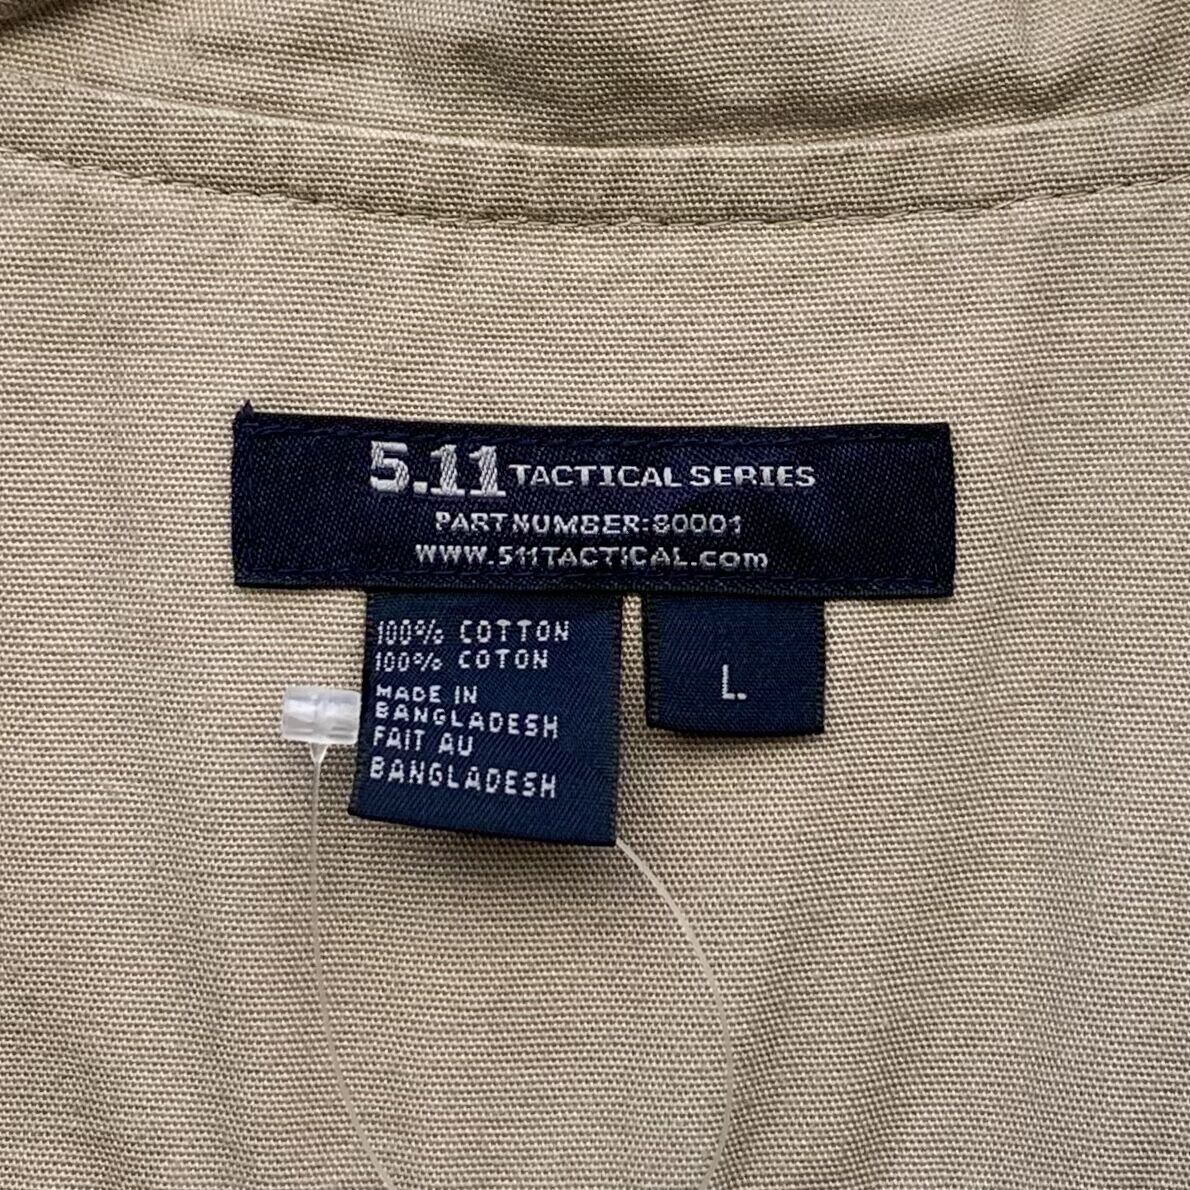 5.11 TACTICAL SERIES
PART NUMBER:80001
WWW.511TACTICAL.com
100% COTTON
100% COTON
MADE IN
BANGLADESH
FAIT AU
BANGLADESH
L.